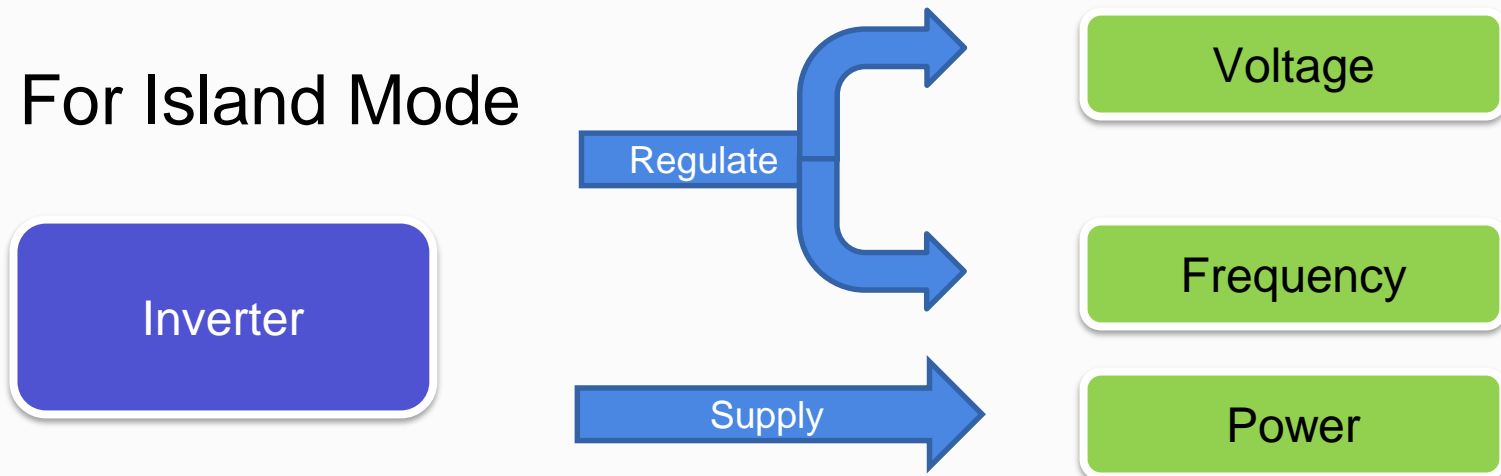 For Island Mode
Inverter
Regulate
Supply
Voltage
Frequency
Power